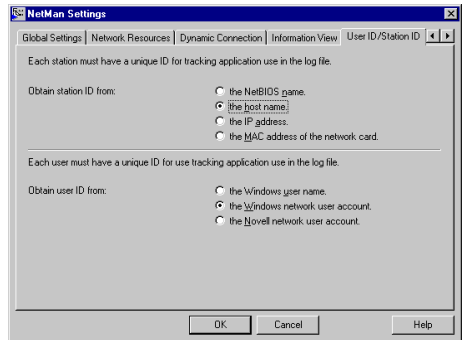 NetMan Settings
Global Settings
Network Resources
Dynamic Connection
Information View
User ID/Station ID
Each station must have a unique ID for tracking application use in the log file.
Obtain station ID from:
the NetBIOS name.
the host name.
the IP address.
the MAC address of the network card.
Each user must have a unique ID for use tracking application use in the log file.
Obtain user ID from:
the Windows user name.
the Windows network user account.
the Novell network user account.
OK
Cancel
Help